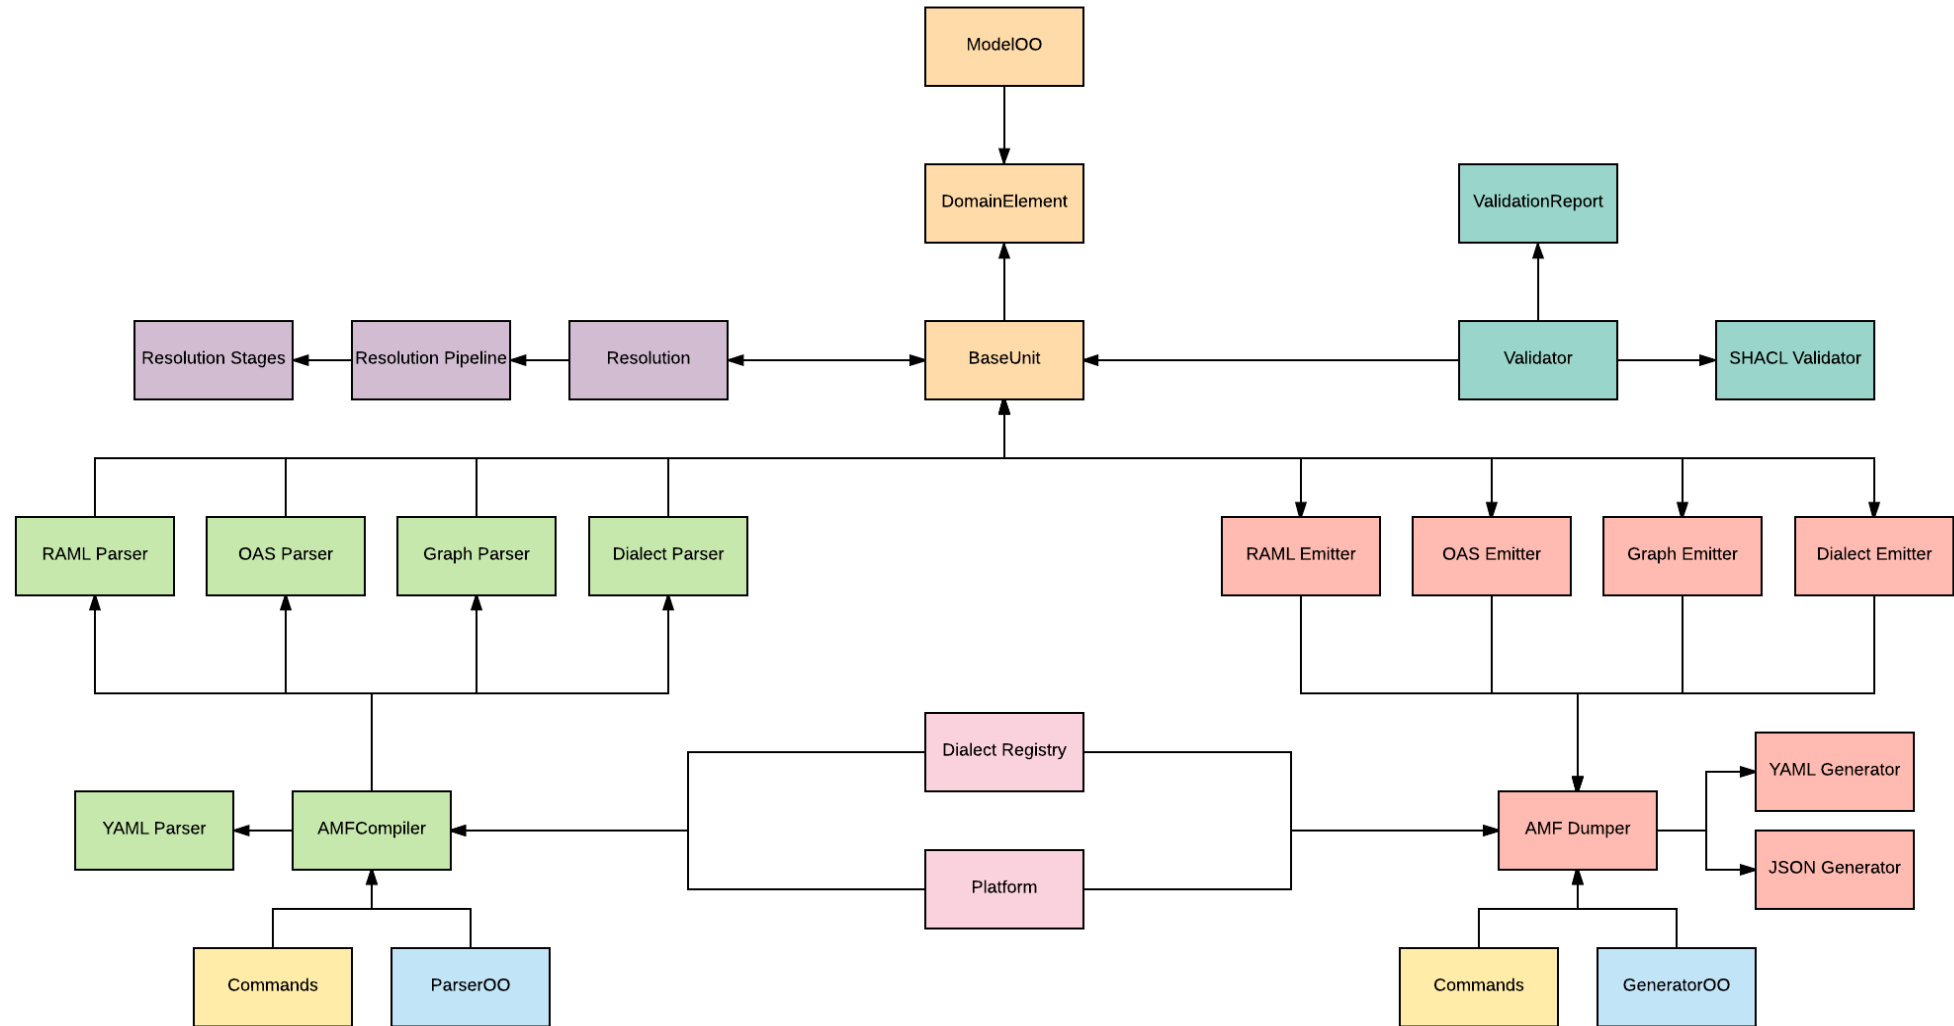 ModelOO
DomainElement
ValidationReport
Resolution Stages
Resolution Pipeline
Resolution
BaseUnit
Validator
SHACL Validator
RAML Parser
OAS Parser
Graph Parser
Dialect Parser
RAML Emitter
OAS Emitter
Graph Emitter
Dialect Emitter
Dialect Registry
YAML Generator
YAML Parser
AMFCompiler
AMF Dumper
JSON Generator
Platform
Commands
ParserOO
Commands
GeneratorOO